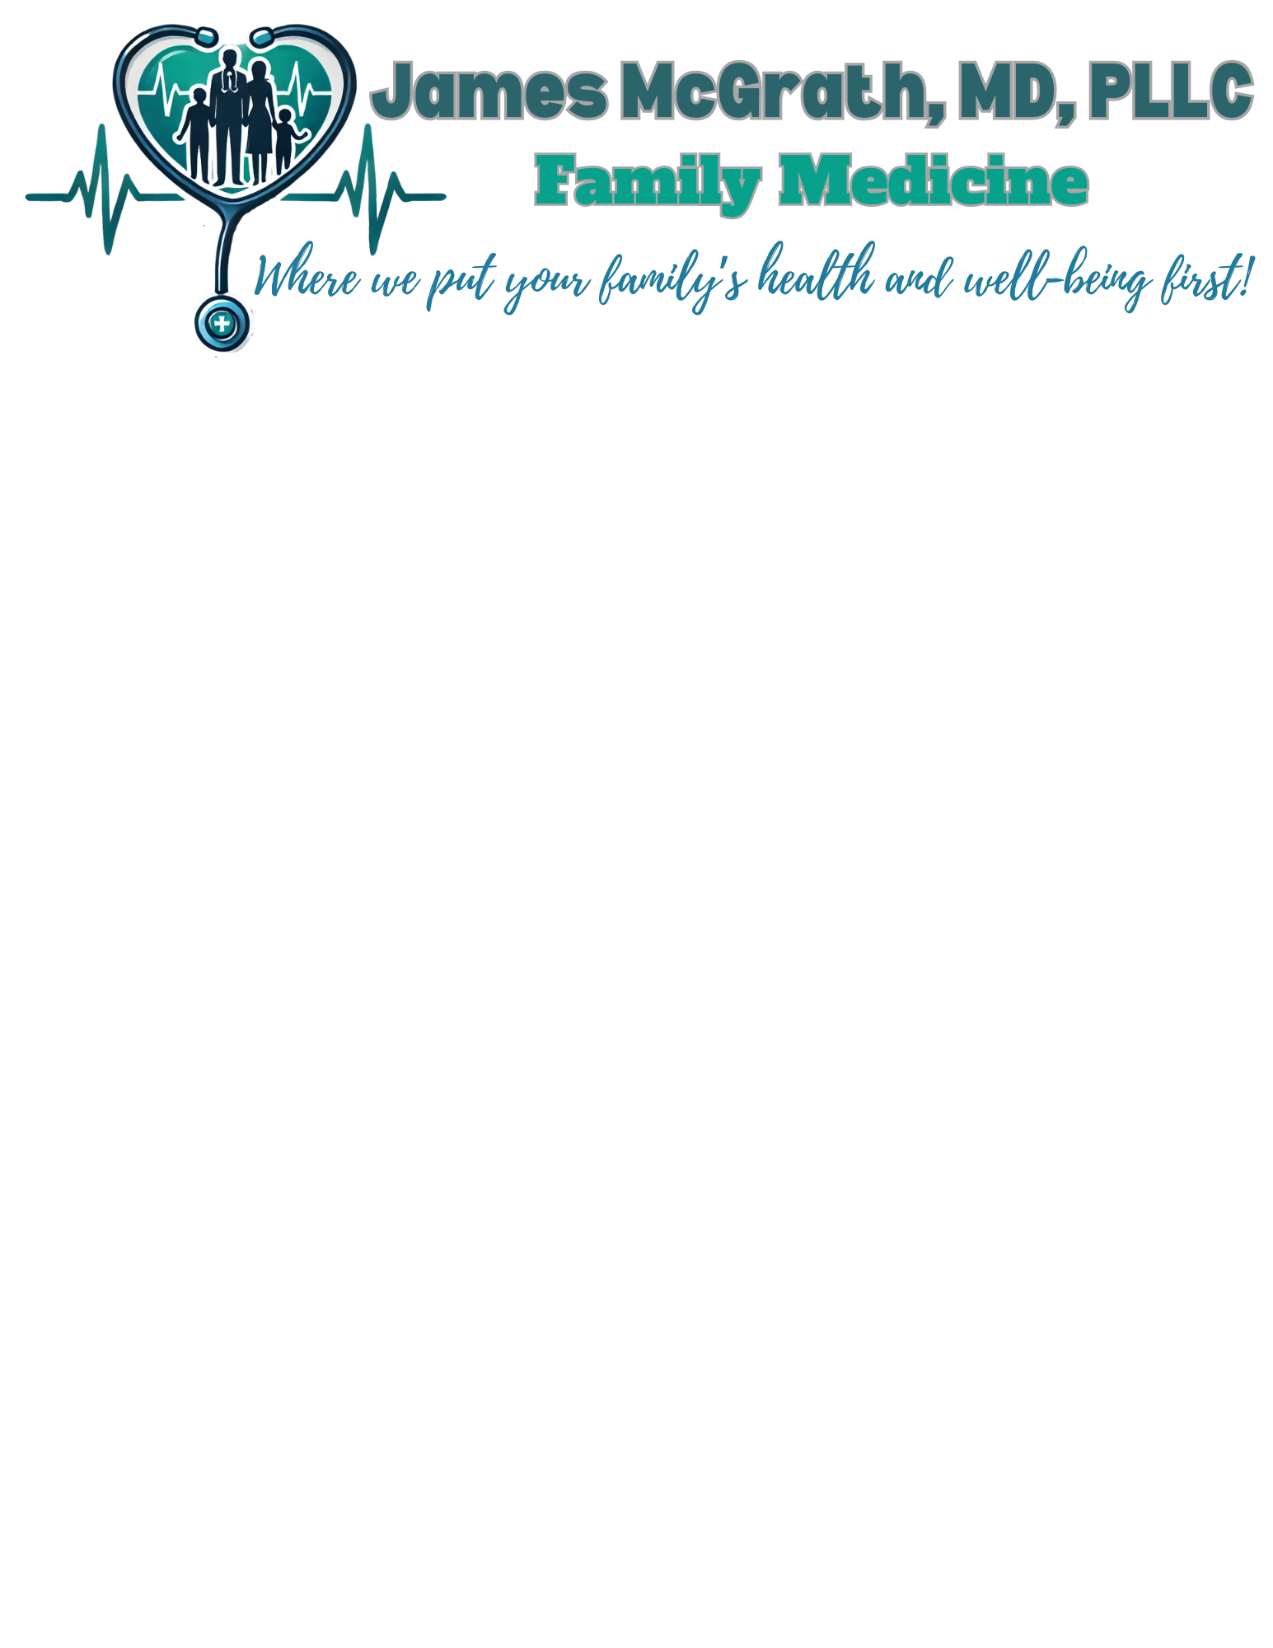 James McGrath, MD, PLLC
Family Medicine
Where we put your family's health and well-being first!